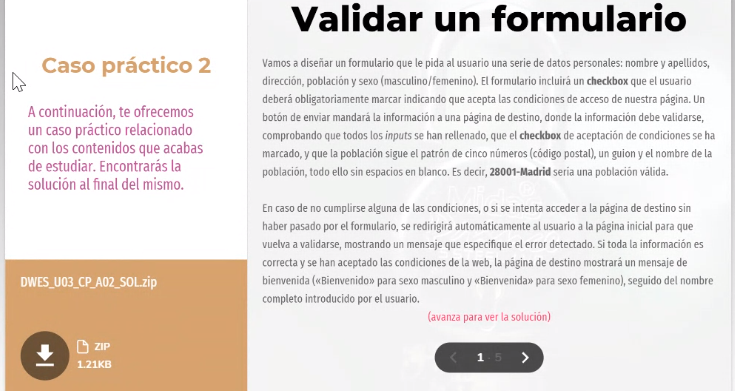 Caso práctico 2
A continuación, te ofrecemos
un caso práctico relacionado
con los contenidos que acabas
de estudiar. Encontrarás la
solución al final del mismo.
DWES_U03_CP_A02_SOL.zip
ZIP
1.21KB
Validar un formulario
Vamos a diseñar un formulario que le pida al usuario una serie de datos personales: nombre y apellidos,
dirección, población y sexo (masculino/femenino). El formulario incluirá un checkbox que el usuario
deberá obligatoriamente marcar indicando que acepta las condiciones de acceso de nuestra página. Un
botón de enviar mandará la información a una página de destino, donde la información debe validarse,
comprobando que todos los inputs se han rellenado, que el checkbox de aceptación de condiciones se ha
marcado, y que la población sigue el patrón de cinco números (código postal), un guion y el nombre de la
población, todo ello sin espacios en blanco. Es decir, 28001-Madrid sería una población válida.
En caso de no cumplirse alguna de las condiciones, o si se intenta acceder a la página de destino sin
haber pasado por el formulario, se redirigirá automáticamente al usuario a la página inicial para que
vuelva a validarse, mostrando un mensaje que especifique el error detectado. Si toda la información es
correcta y se han aceptado las condiciones de la web, la página de destino mostrará un mensaje de
bienvenida («Bienvenido» para sexo masculino y «Bienvenida» para sexo femenino), seguido del nombre
completo introducido por el usuario.
(avanza para ver la solución)
1 - 5